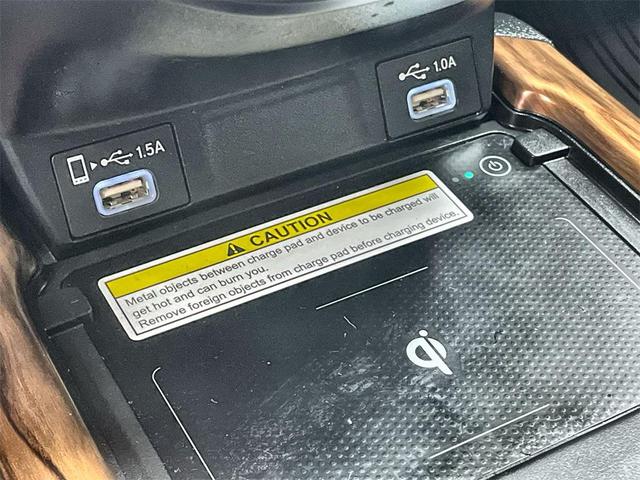 1.0A
1.5A
CAUTION
Metal objects between charge pad and device to be charged will
get hot and can burn you.
Remove foreign objects from charge pad before charging device.